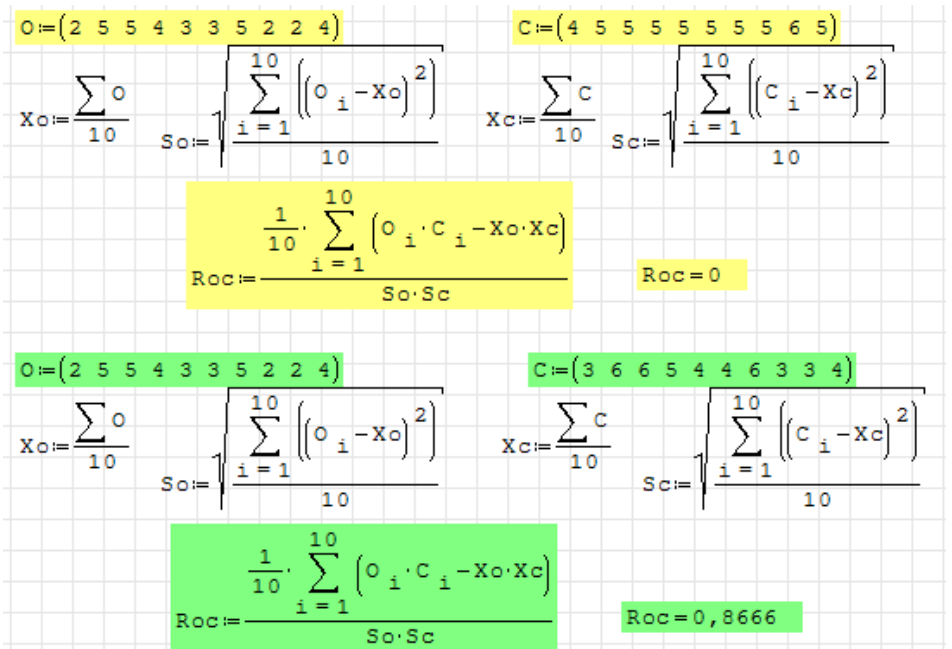 O:=(2 5 5 4 3 3 5 2 2 4) C:=(4 5 5 5 5 5 5 5 6 5)
Xo:=∑O/10 So:=√(∑_{i=1}^{10}((O_i-Xo)^2)/10) Xc:=∑C/10 Sc:=√(∑_{i=1}^{10}((C_i-Xc)^2)/10)
Roc:=(1/10·∑_{i=1}^{10}(O_i·C_i-Xo·Xc))/(So·Sc) Roc=0
O:=(2 5 5 4 3 3 5 2 2 4) C:=(3 6 6 5 4 4 6 3 3 4)
Xo:=∑O/10 So:=√(∑_{i=1}^{10}((O_i-Xo)^2)/10) Xc:=∑C/10 Sc:=√(∑_{i=1}^{10}((C_i-Xc)^2)/10)
Roc:=(1/10·∑_{i=1}^{10}(O_i·C_i-Xo·Xc))/(So·Sc) Roc=0,8666